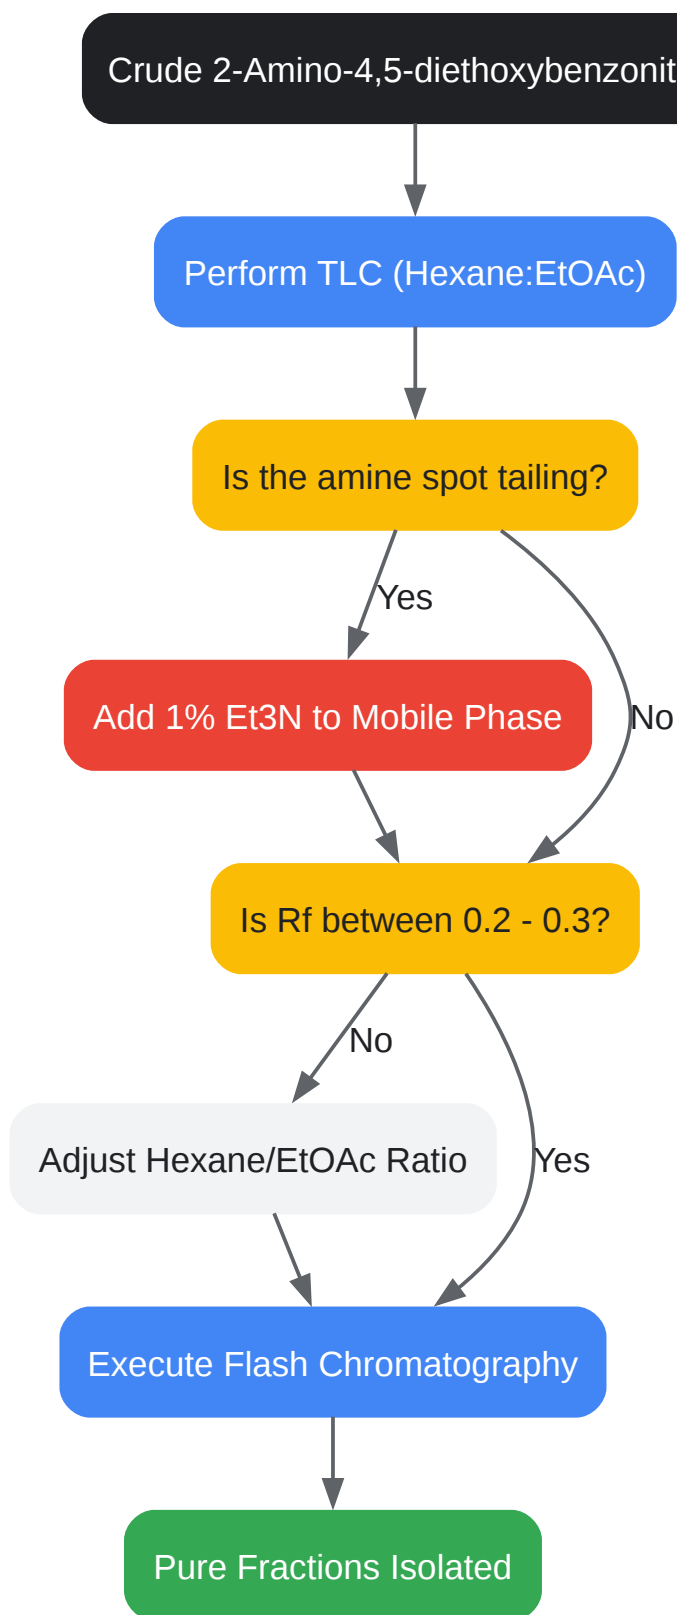 Crude 2-Amino-4,5-diethoxybenzonit
Perform TLC (Hexane:EtOAc)
Is the amine spot tailing?
Yes
Add 1% Et3N to Mobile Phase
No
Is Rf between 0.2 - 0.3?
No
Adjust Hexane/EtOAc Ratio
Yes
Execute Flash Chromatography
Pure Fractions Isolated